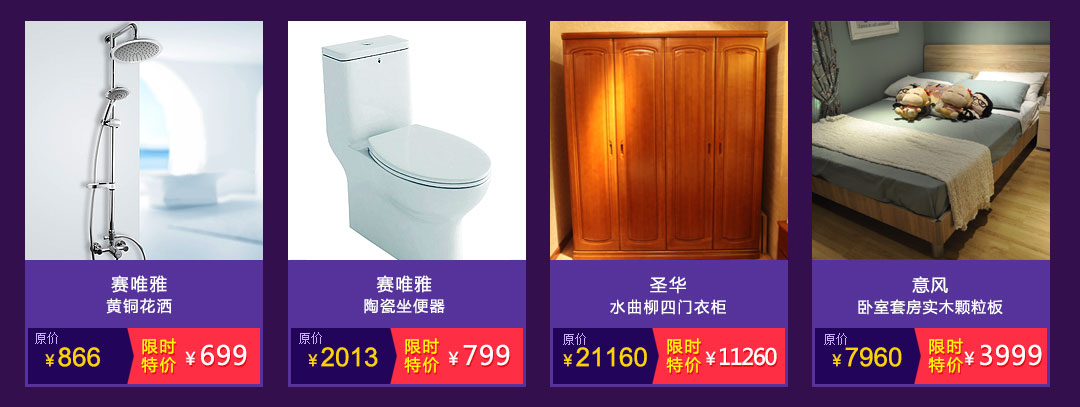 赛唯雅
黄铜花洒
原价
¥866
限时
特价
¥699
赛唯雅
陶瓷坐便器
原价
¥2013
限时
特价
¥799
圣华
水曲柳四门衣柜
原价
¥21160
限时
特价
¥11260
意风
卧室套房实木颗粒板
原价
¥7960
限时
特价
¥3999